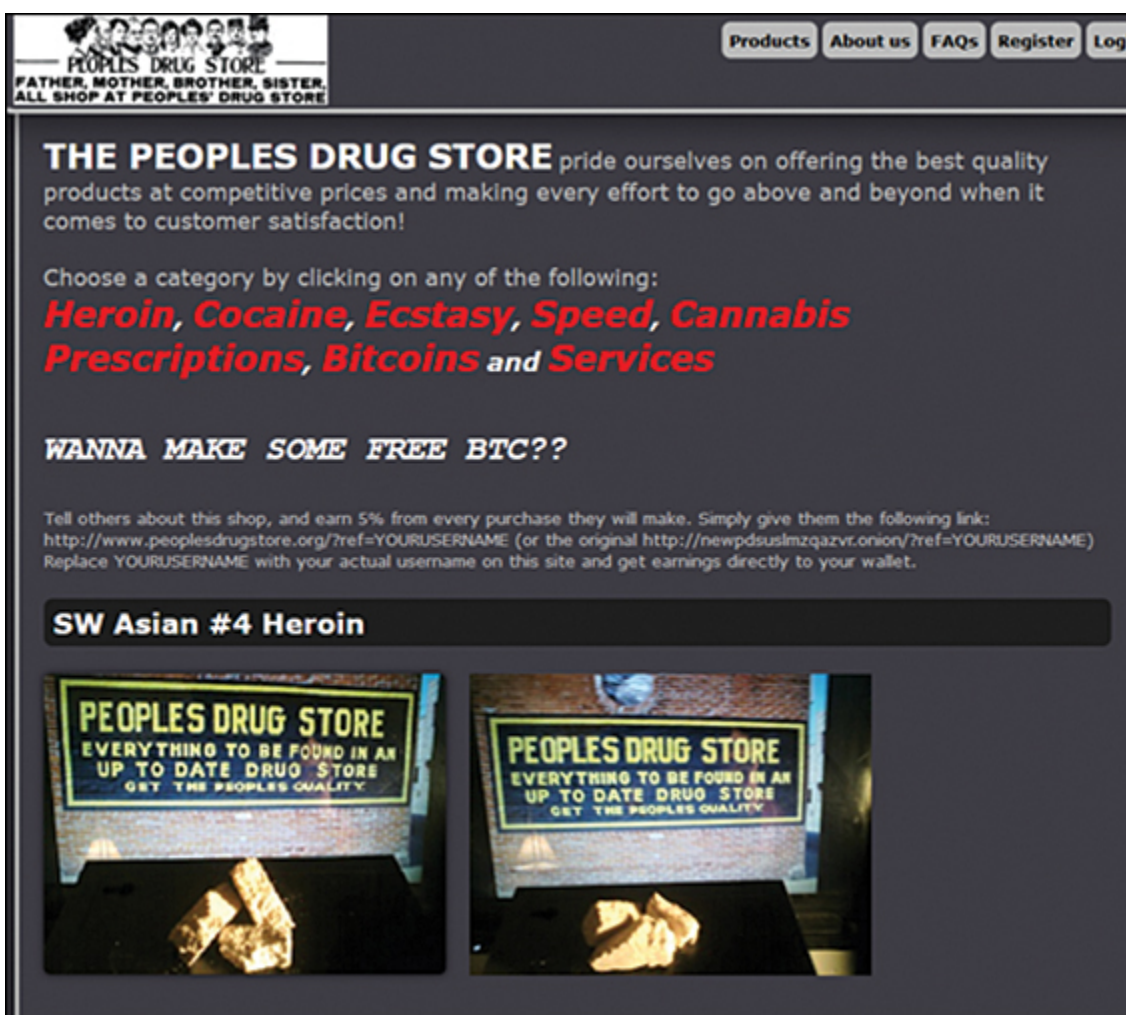 PEOPLES DRUG STORE
FATHER, MOTHER, BROTHER, SISTER,
ALL SHOP AT PEOPLES' DRUG STORE
Products About us FAQs Register Log
THE PEOPLES DRUG STORE pride ourselves on offering the best quality
products at competitive prices and making every effort to go above and beyond when it
comes to customer satisfaction!
Choose a category by clicking on any of the following:
Heroin, Cocaine, Ecstasy, Speed, Cannabis
Prescriptions, Bitcoins and Services
WANNA MAKE SOME FREE BTC??
Tell others about this shop, and earn 5% from every purchase they will make. Simply give them the following link:
http://www.peoplesdrugstore.org/?ref=YOURUSERNAME (or the original http://newpdsuslmzqazvr.onion/?ref=YOURUSERNAME)
Replace YOURUSERNAME with your actual username on this site and get earnings directly to your wallet.
SW Asian #4 Heroin
PEOPLES DRUG STORE
EVERYTHING TO BE FOUND IN AN
UP TO DATE DRUG STORE
GET THE PEOPLES QUALITY
PEOPLES DRUG STORE
EVERYTHING TO BE FOUND IN AN
UP TO DATE DRUG STORE
GET THE PEOPLES QUALITY